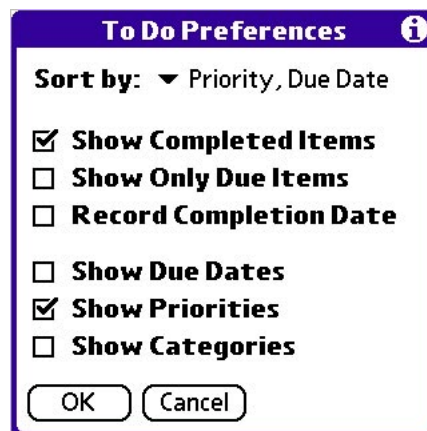 To Do Preferences i
Sort by: Priority, Due Date
Show Completed Items
Show Only Due Items
Record Completion Date
Show Due Dates
Show Priorities
Show Categories
OK Cancel